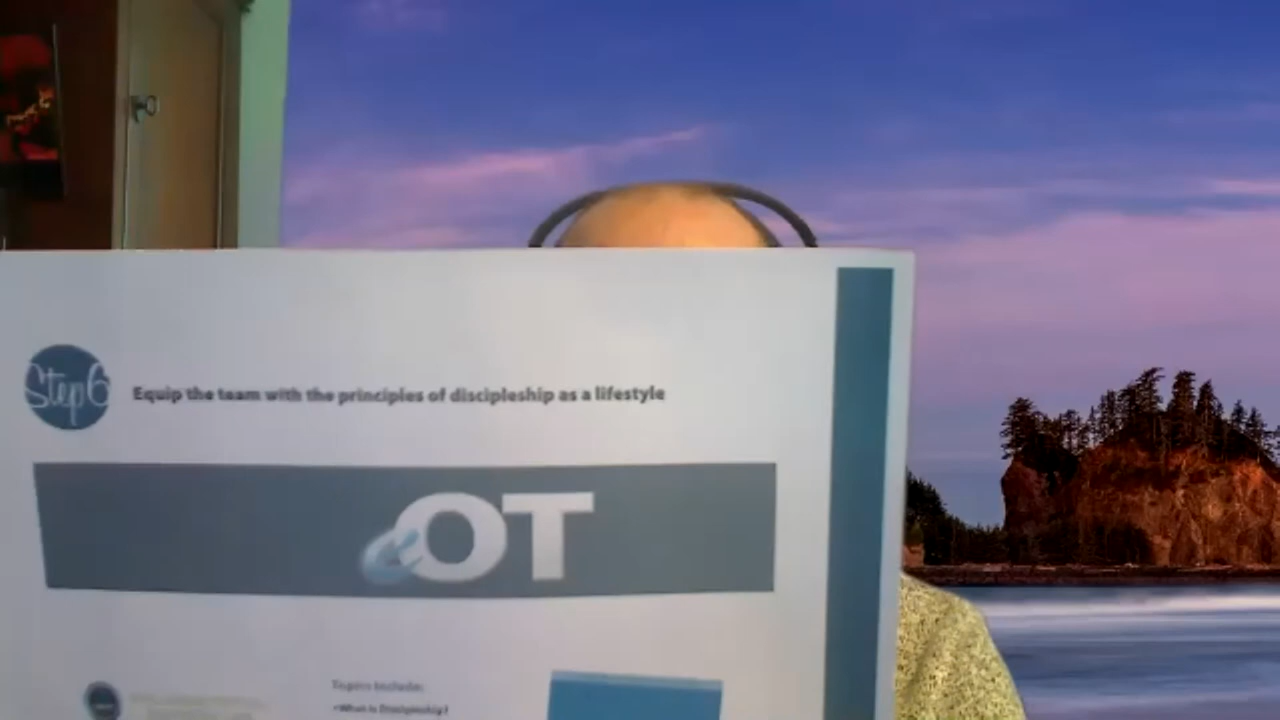 Step 6
Equip the team with the principles of discipleship as a lifestyle
OT
Topics Include:
•What is Discipleship?